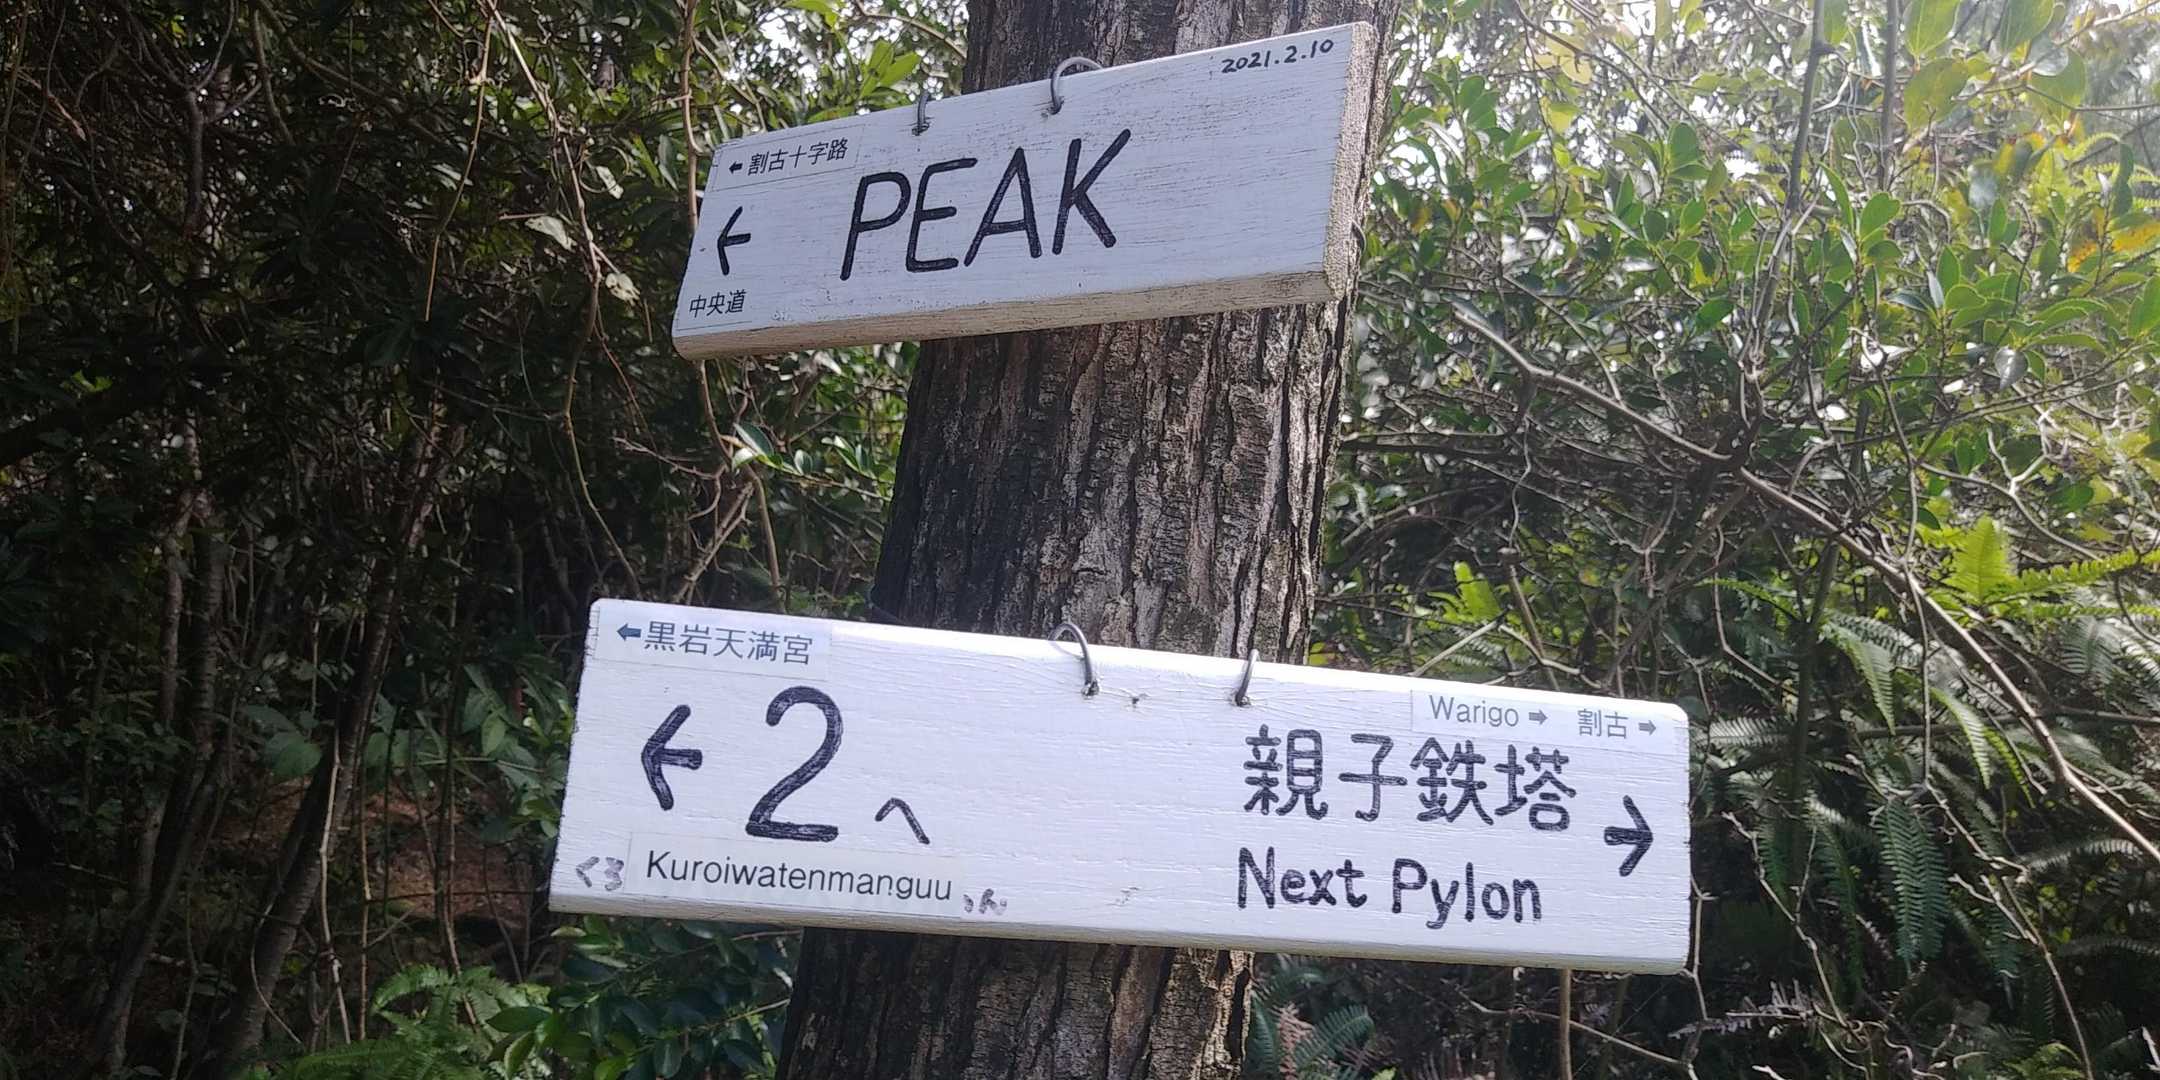 2021.2.10
←割古十字路
← PEAK
中央道
←黒岩天満宮
Warigo➡ 割古➡
←2へ
親子鉄塔→
Next Pylon
Kuroiwatenmanguu